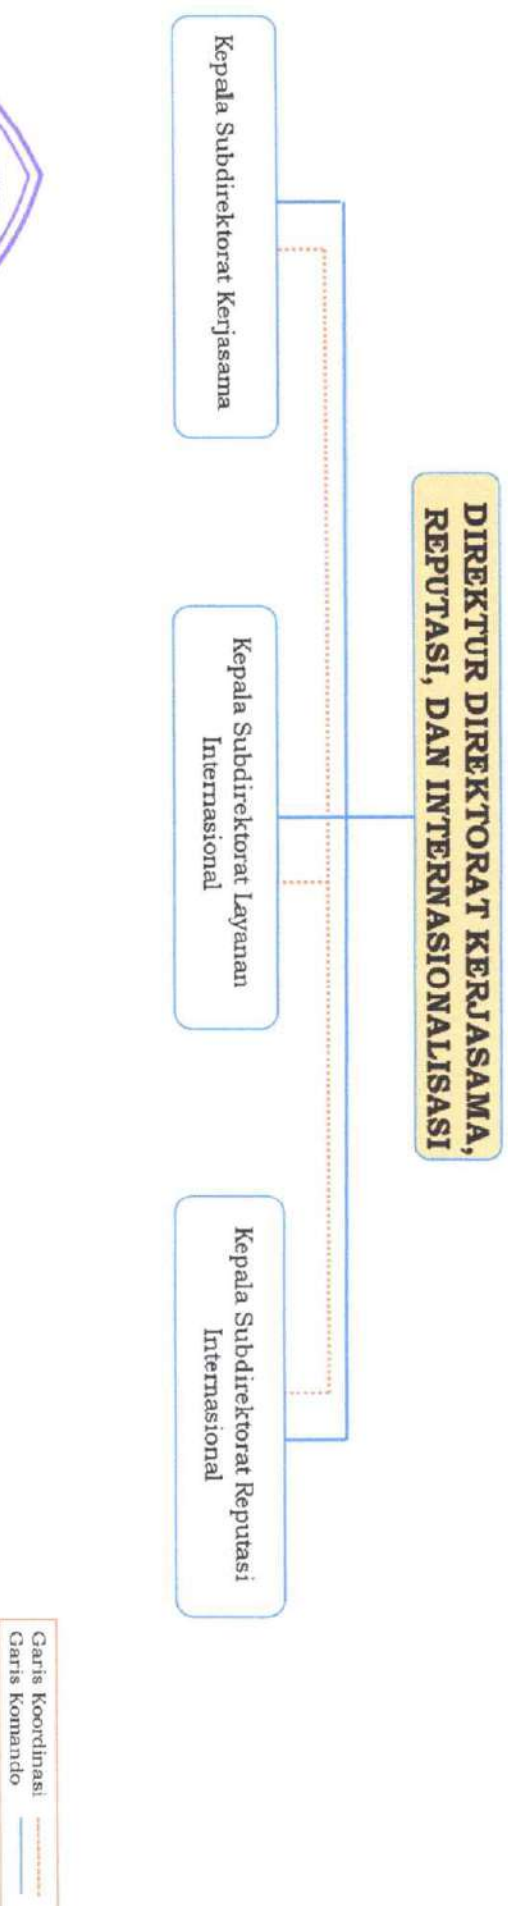 DIREKTUR DIREKTORAT KERJASAMA,
REPUTASI, DAN INTERNASIONALISASI
Kepala Subdirektorat Kerjasama
Kepala Subdirektorat Layanan
Internasional
Kepala Subdirektorat Reputasi
Internasional
Garis Koordinasi
Garis Komando